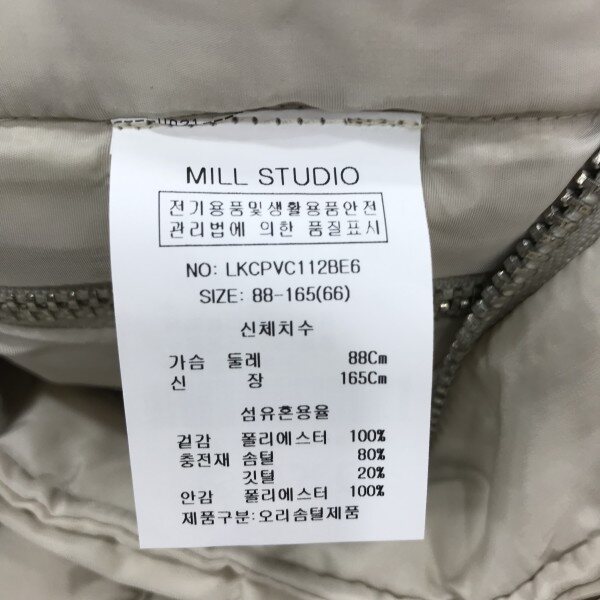 MILL STUDIO
전기용품및생활용품안전
관리법에 의한 품질표시
NO: LKCPVC112BE6
SIZE: 88-165(66)
신체치수
가슴 둘레 88Cm
신 장 165Cm
섬유혼용율
겉감 폴리에스터 100%
충전재 솜털 80%
깃털 20%
안감 폴리에스터 100%
제품구분:오리솜털제품